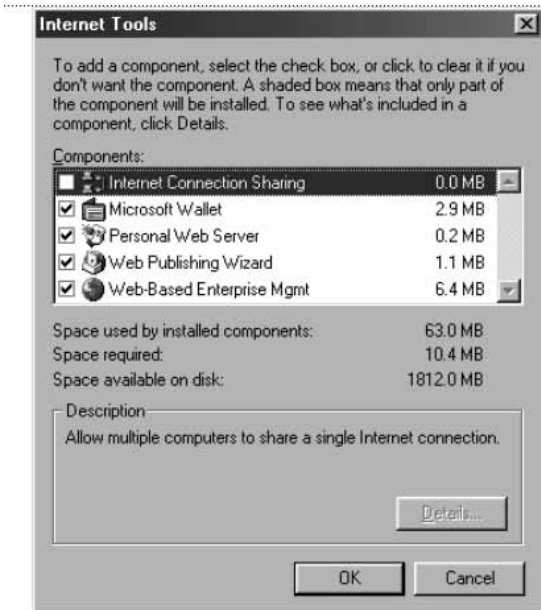 Internet Tools
To add a component, select the check box, or click to clear it if you
don't want the component. A shaded box means that only part of
the component will be installed. To see what's included in a
component, click Details.
Components:
Internet Connection Sharing 0.0 MB
Microsoft Wallet 2.9 MB
Personal Web Server 0.2 MB
Web Publishing Wizard 1.1 MB
Web-Based Enterprise Mgmt 6.4 MB
Space used by installed components: 63.0 MB
Space required: 10.4 MB
Space available on disk: 1812.0 MB
Description
Allow multiple computers to share a single Internet connection.
Details...
OK Cancel